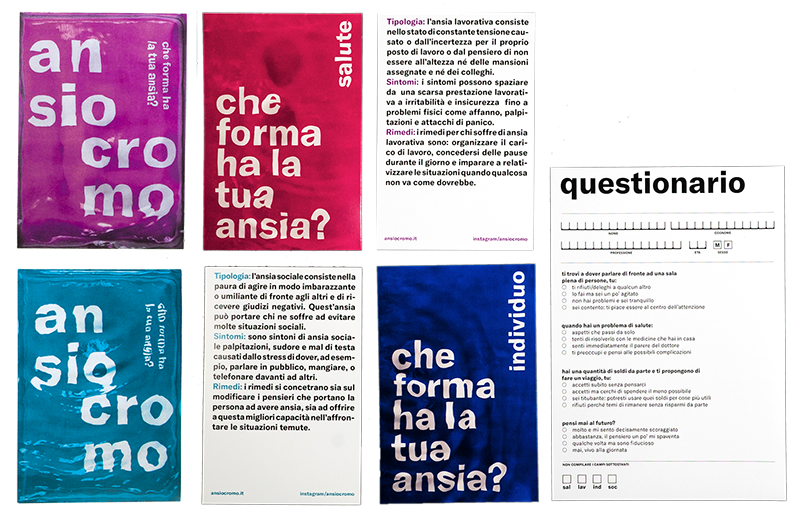 an
sio
cro
mo
che forma ha
la tua ansia?
salute
che
forma
ha la
tua
ansia?
Tipologia: l'ansia lavorativa consiste
nello stato di constante tensione cau-
sato o dall'incertezza per il proprio
posto di lavoro o dal pensiero di non
essere all'altezza né delle mansioni
assegnate e né dei colleghi.
Sintomi: i sintomi possono spaziare
da una scarsa prestazione lavorati-
va a irritabilità e insicurezza fino a
problemi fisici come affanno, palpi-
tazioni e attacchi di panico.
Rimedi: i rimedi per chi soffre di ansia
lavorativa sono: organizzare il cari-
co di lavoro, concedersi delle pause
durante il giorno e imparare a relati-
vizzare le situazioni quando qualcosa
non va come dovrebbe.
ansiocromo.it instagram/ansiocromo
an
sio
cro
mo
che forma ha
la tua ansia?
Tipologia: l'ansia sociale consiste nella
paura di agire in modo imbarazzante
o umiliante di fronte agli altri e di ri-
cevere giudizi negativi. Quest'ansia
può portare chi ne soffre ad evitare
molte situazioni sociali.
Sintomi: sono sintoni di ansia socia-
le palpitazioni, sudore e mal di testa
causati dallo stress di dover, ad esem-
pio, parlare in pubblico, mangiare, o
telefonare davanti ad altri.
Rimedi: i rimedi si concetrano sia sul
modificare i pensieri che portano la
persona ad avere ansia, sia ad offrire
a questa migliori capacità nell'affron-
tare le situazioni temute.
ansiocromo.it instagram/ansiocromo
individuo
che
forma
ha la
tua
ansia?
questionario
NOME COGNOME
M F
PROFESSIONE ETÀ SESSO
ti trovi a dover parlare di fronte ad una sala
plena di persone, tu:
ti rifiuti/deleghi a qualcun altro
lo fai ma sei un po' agitato
non hai problemi e sei tranquillo
sei contento: ti piace essere al centro dell'attenzione
quando hai un problema di salute:
aspetti che passi da solo
tenti di risolverlo con le medicine che hai in casa
senti immediatamente il parere del dottore
ti preoccupi e pensi alle possibili complicazioni
hai una quantità di soldi da parte e ti propongono di
fare un viaggio, tu:
accetti subito senza pensarci
accetti ma cerchi di spendere il meno possibile
sei titubante: potresti usare quei soldi per cose più utili
rifiuti perché temi di rimanere senza risparmi da parte
pensi mai al futuro?
molto e mi sento decisamente scoraggiato
abbastanza, il pensiero un po' mi spaventa
qualche volta ma sono fiducioso
mai, vivo alla giornata
NON COMPILARE I CAMPI SOTTOSTANTI
sal lav ind soc